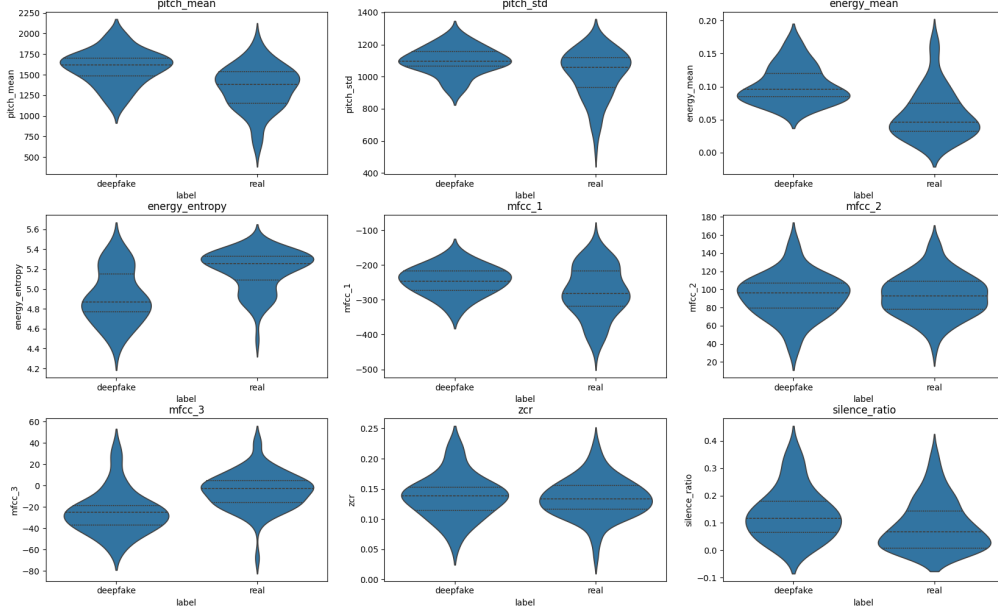 pitch_mean
pitch_std
energy_mean
2250
2000
1750
1500
1250
1000
750
500
pitch_mean
deepfake
real
label
1400
1200
1000
800
600
400
pitch_std
deepfake
real
label
0.20
0.15
0.10
0.05
0.00
energy_mean
deepfake
real
label
energy_entropy
mfcc_1
mfcc_2
5.6
5.4
5.2
5.0
4.8
4.6
4.4
4.2
energy_entropy
deepfake
real
label
−100
−200
−300
−400
−500
mfcc_1
deepfake
real
label
180
160
140
120
100
80
60
40
20
mfcc_2
deepfake
real
label
mfcc_3
zcr
silence_ratio
60
40
20
0
−20
−40
−60
−80
mfcc_3
deepfake
real
label
0.25
0.20
0.15
0.10
0.05
0.00
zcr
deepfake
real
label
0.4
0.3
0.2
0.1
0.0
−0.1
silence_ratio
deepfake
real
label